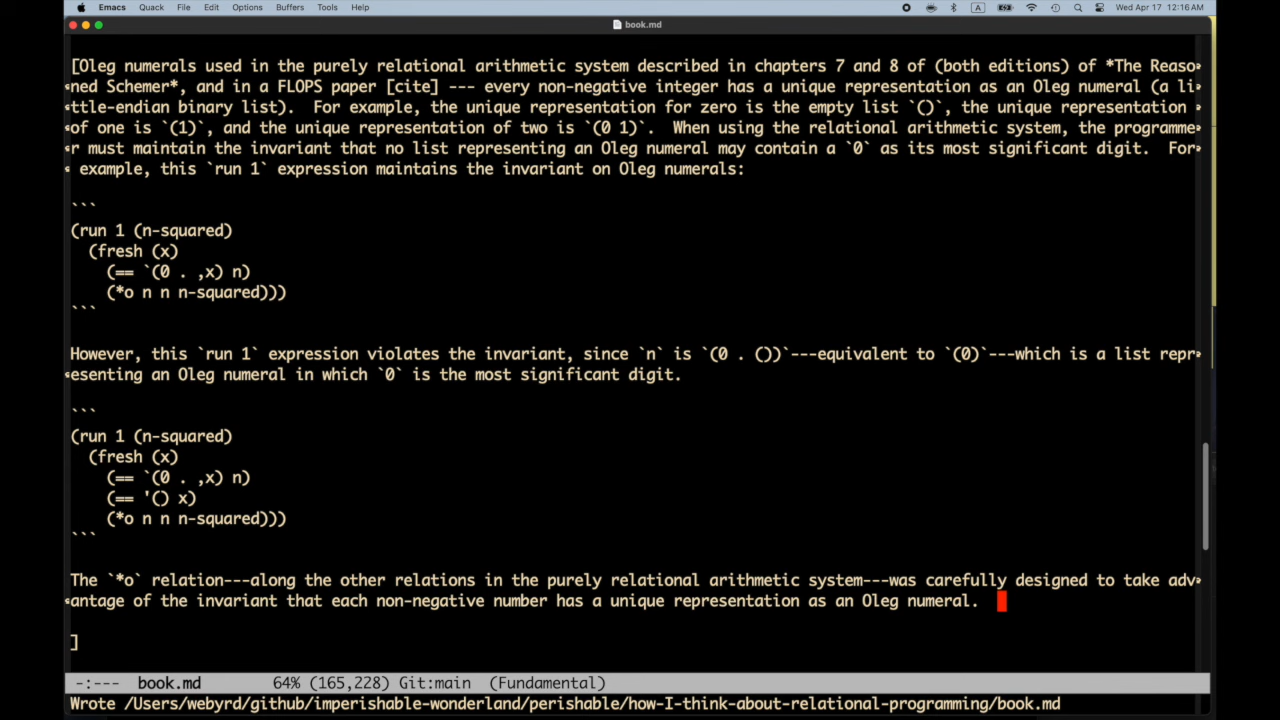 Emacs Quack File Edit Options Buffers Tools Help Wed Apr 17 12:16 AM
book.md
[Oleg numerals used in the purely relational arithmetic system described in chapters 7 and 8 of (both editions) of *The Reaso
ned Schemer*, and in a FLOPS paper [cite] --- every non-negative integer has a unique representation as an Oleg numeral (a li
ttle-endian binary list).  For example, the unique representation for zero is the empty list `()`, the unique representation
of one is `(1)`, and the unique representation of two is `(0 1)`.  When using the relational arithmetic system, the programme
r must maintain the invariant that no list representing an Oleg numeral may contain a `0` as its most significant digit.  For
example, this `run 1` expression maintains the invariant on Oleg numerals:
```
(run 1 (n-squared)
  (fresh (x)
    (== `(0 . ,x) n)
    (*o n n n-squared)))
```
However, this `run 1` expression violates the invariant, since `n` is `(0 . ())`---equivalent to `(0)`---which is a list repr
esenting an Oleg numeral in which `0` is the most significant digit.
```
(run 1 (n-squared)
  (fresh (x)
    (== `(0 . ,x) n)
    (== '() x)
    (*o n n n-squared)))
```
The `*o` relation---along the other relations in the purely relational arithmetic system---was carefully designed to take adv
antage of the invariant that each non-negative number has a unique representation as an Oleg numeral.
]
-:---  book.md        64% (165,228) Git:main  (Fundamental)
Wrote /Users/webyrd/github/imperishable-wonderland/perishable/how-I-think-about-relational-programming/book.md